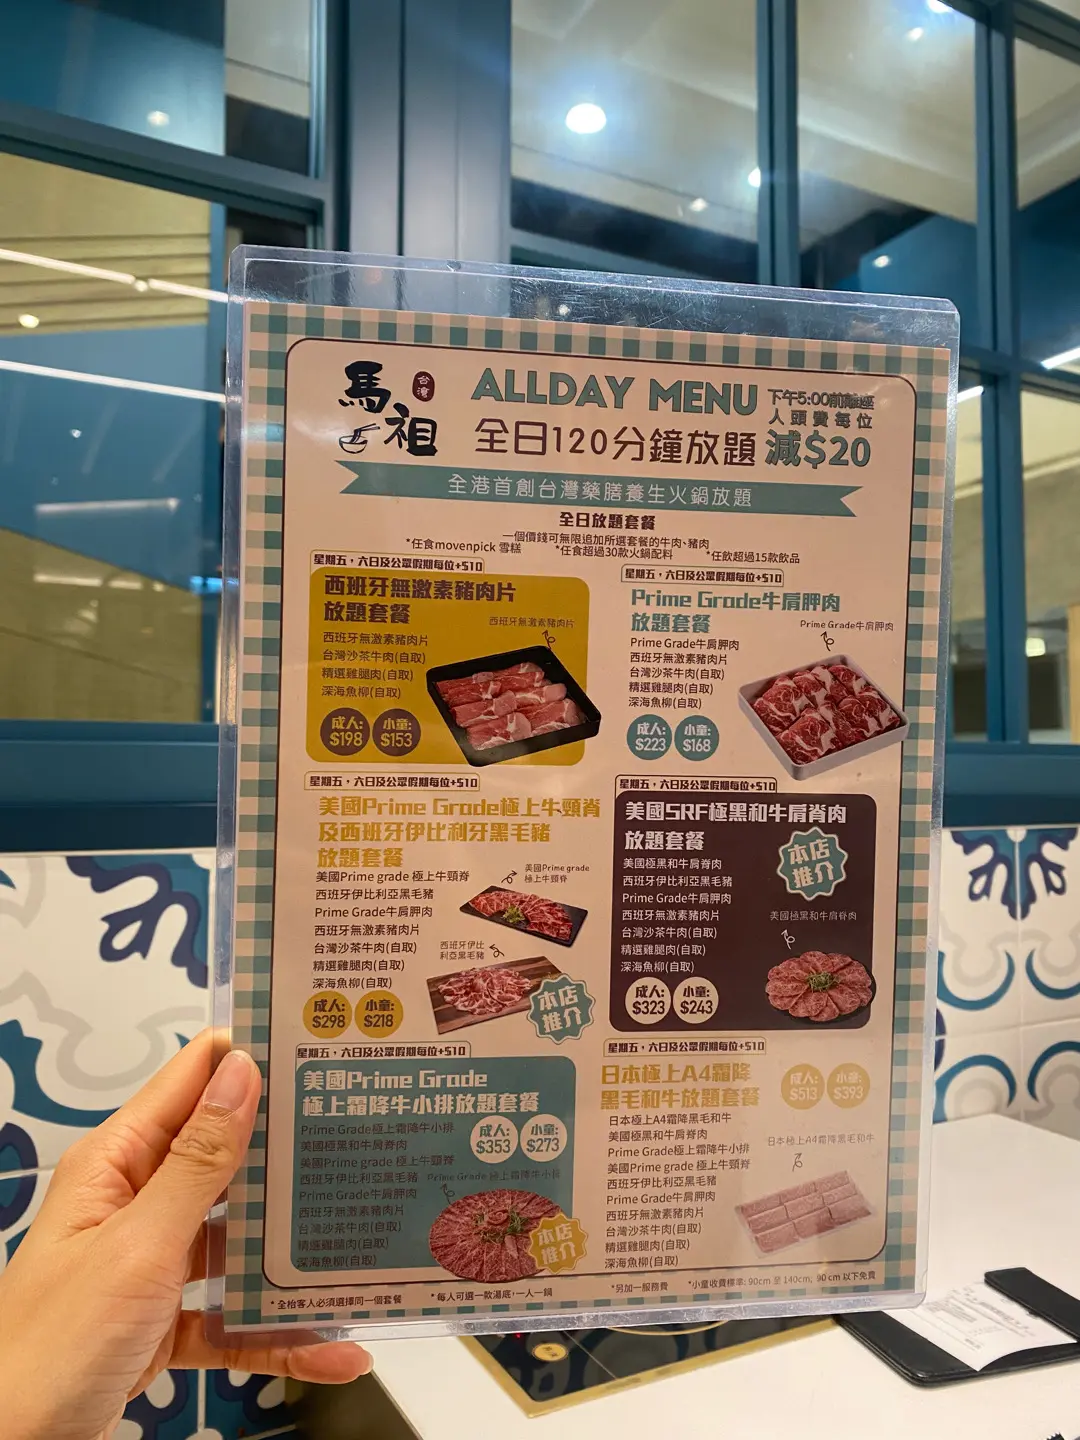 馬祖
台灣
ALLDAY MENU
全日120分鐘放題
下午5:00前離座
人頭費每位
減$20
全港首創台灣藥膳養生火鍋放題
全日放題套餐
一個價錢可無限追加所選套餐的牛肉、豬肉
*任食movenpick 雪糕 *任食超過30款火鍋配料 *任飲超過15款飲品
星期五，六日及公眾假期每位+$10
西班牙無激素豬肉片
放題套餐
西班牙無激素豬肉片
西班牙無激素豬肉片
台灣沙茶牛肉(自取)
精選雞腿肉(自取)
深海魚柳(自取)
成人: $198
小童: $153
星期五，六日及公眾假期每位+$10
Prime Grade牛肩胛肉
放題套餐
Prime Grade牛肩胛肉
Prime Grade牛肩胛肉
西班牙無激素豬肉片
台灣沙茶牛肉(自取)
精選雞腿肉(自取)
深海魚柳(自取)
成人: $223
小童: $168
星期五，六日及公眾假期每位+$10
美國Prime Grade極上牛頸脊
及西班牙伊比利牙黑毛豬
放題套餐
美國Prime grade 極上牛頸脊
西班牙伊比利亞黑毛豬
Prime Grade牛肩胛肉
西班牙無激素豬肉片
台灣沙茶牛肉(自取)
精選雞腿肉(自取)
深海魚柳(自取)
美國Prime grade
極上牛頸脊
西班牙伊比
利亞黑毛豬
成人: $298
小童: $218
本店
推介
星期五，六日及公眾假期每位+$10
美國SRF極黑和牛肩脊肉
放題套餐
美國極黑和牛肩脊肉
西班牙伊比利亞黑毛豬
Prime Grade牛肩胛肉
西班牙無激素豬肉片
台灣沙茶牛肉(自取)
精選雞腿肉(自取)
深海魚柳(自取)
本店
推介
美國極黑和牛肩脊肉
成人: $323
小童: $243
星期五，六日及公眾假期每位+$10
美國Prime Grade
極上霜降牛小排放題套餐
Prime Grade極上霜降牛小排
美國極黑和牛肩脊肉
美國Prime grade 極上牛頸脊
西班牙伊比利亞黑毛豬
Prime Grade牛肩胛肉
西班牙無激素豬肉片
台灣沙茶牛肉(自取)
精選雞腿肉(自取)
深海魚柳(自取)
成人: $353
小童: $273
Prime Grade 極上霜降牛小排
本店
推介
星期五，六日及公眾假期每位+$10
日本極上A4霜降
黑毛和牛放題套餐
成人: $513
小童: $393
日本極上A4霜降黑毛和牛
美國極黑和牛肩脊肉
Prime Grade極上霜降牛小排
美國Prime grade 極上牛頸脊
西班牙伊比利亞黑毛豬
Prime Grade牛肩胛肉
西班牙無激素豬肉片
台灣沙茶牛肉(自取)
精選雞腿肉(自取)
深海魚柳(自取)
日本極上A4霜降黑毛和牛
*全枱客人必須選擇同一個套餐 *每人可選一款湯底，一人一鍋 *另加一服務費 *小童收費標準: 90cm 至 140cm, 90 cm 以下免費